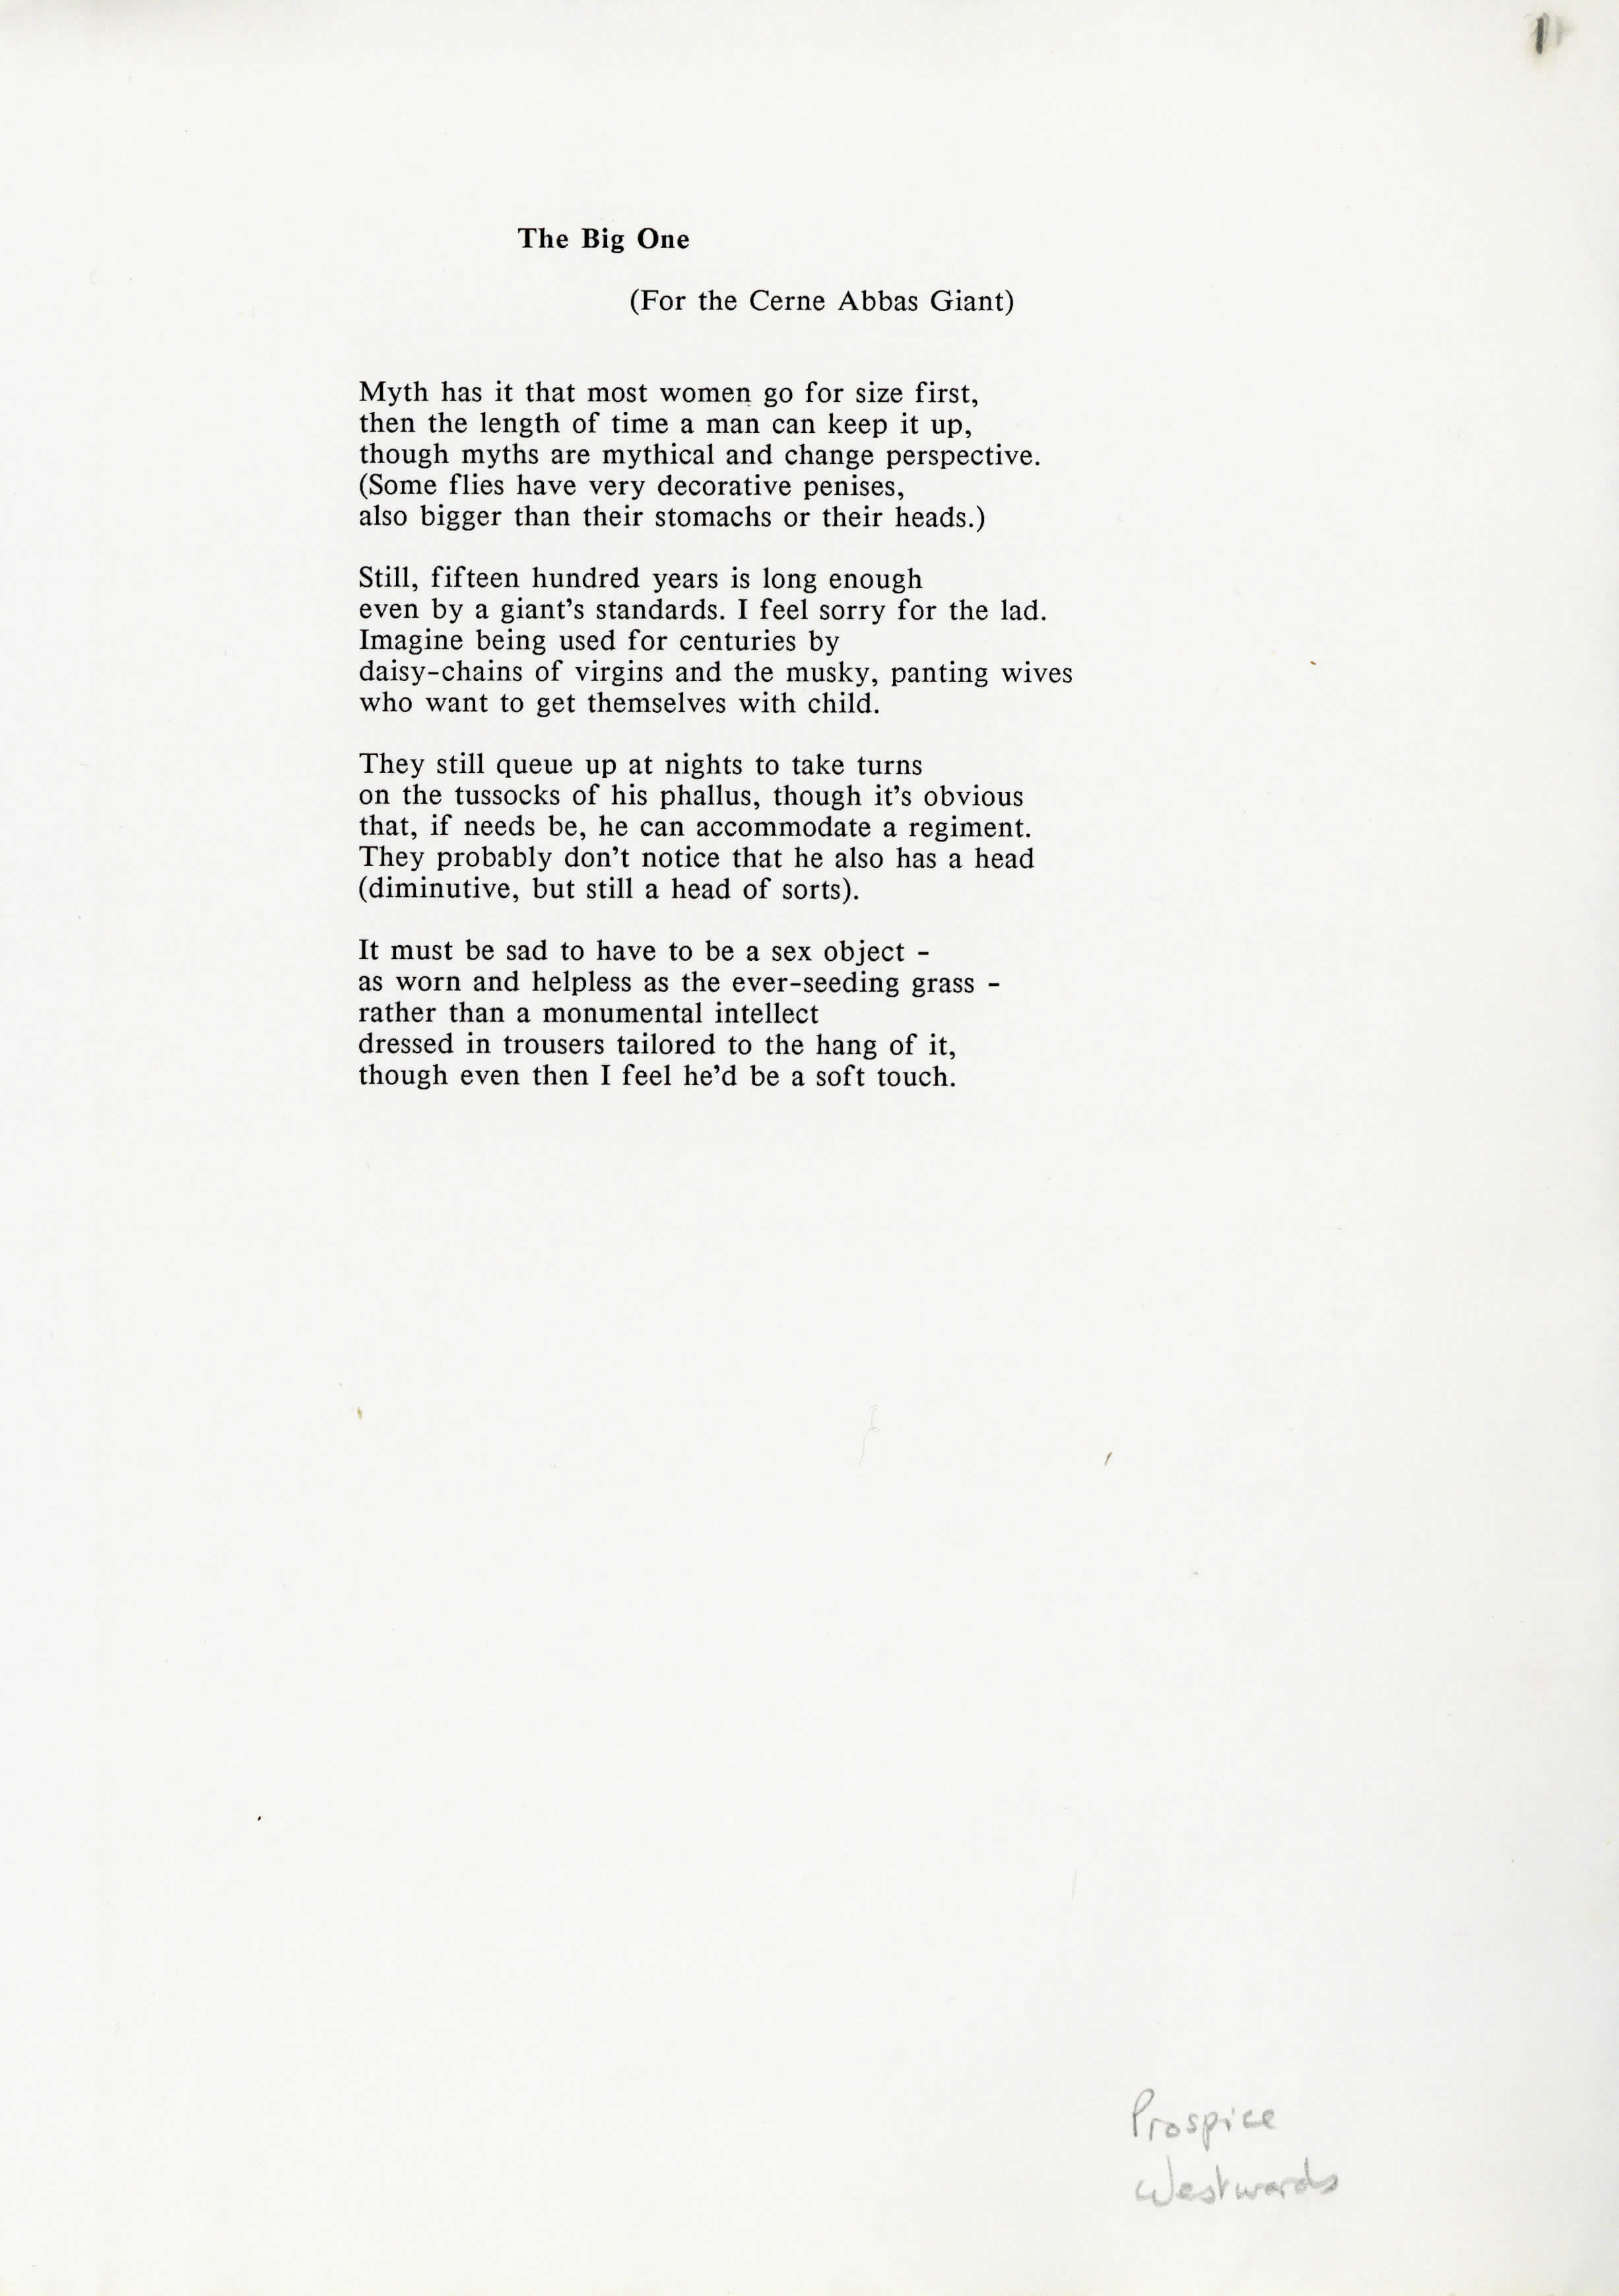 1
The Big One
(For the Cerne Abbas Giant)
Myth has it that most women go for size first,
then the length of time a man can keep it up,
though myths are mythical and change perspective.
(Some flies have very decorative penises,
also bigger than their stomachs or their heads.)
Still, fifteen hundred years is long enough
even by a giant's standards. I feel sorry for the lad.
Imagine being used for centuries by
daisy-chains of virgins and the musky, panting wives
who want to get themselves with child.
They still queue up at nights to take turns
on the tussocks of his phallus, though it's obvious
that, if needs be, he can accommodate a regiment.
They probably don't notice that he also has a head
(diminutive, but still a head of sorts).
It must be sad to have to be a sex object -
as worn and helpless as the ever-seeding grass -
rather than a monumental intellect
dressed in trousers tailored to the hang of it,
though even then I feel he'd be a soft touch.
Prospice
Westwards